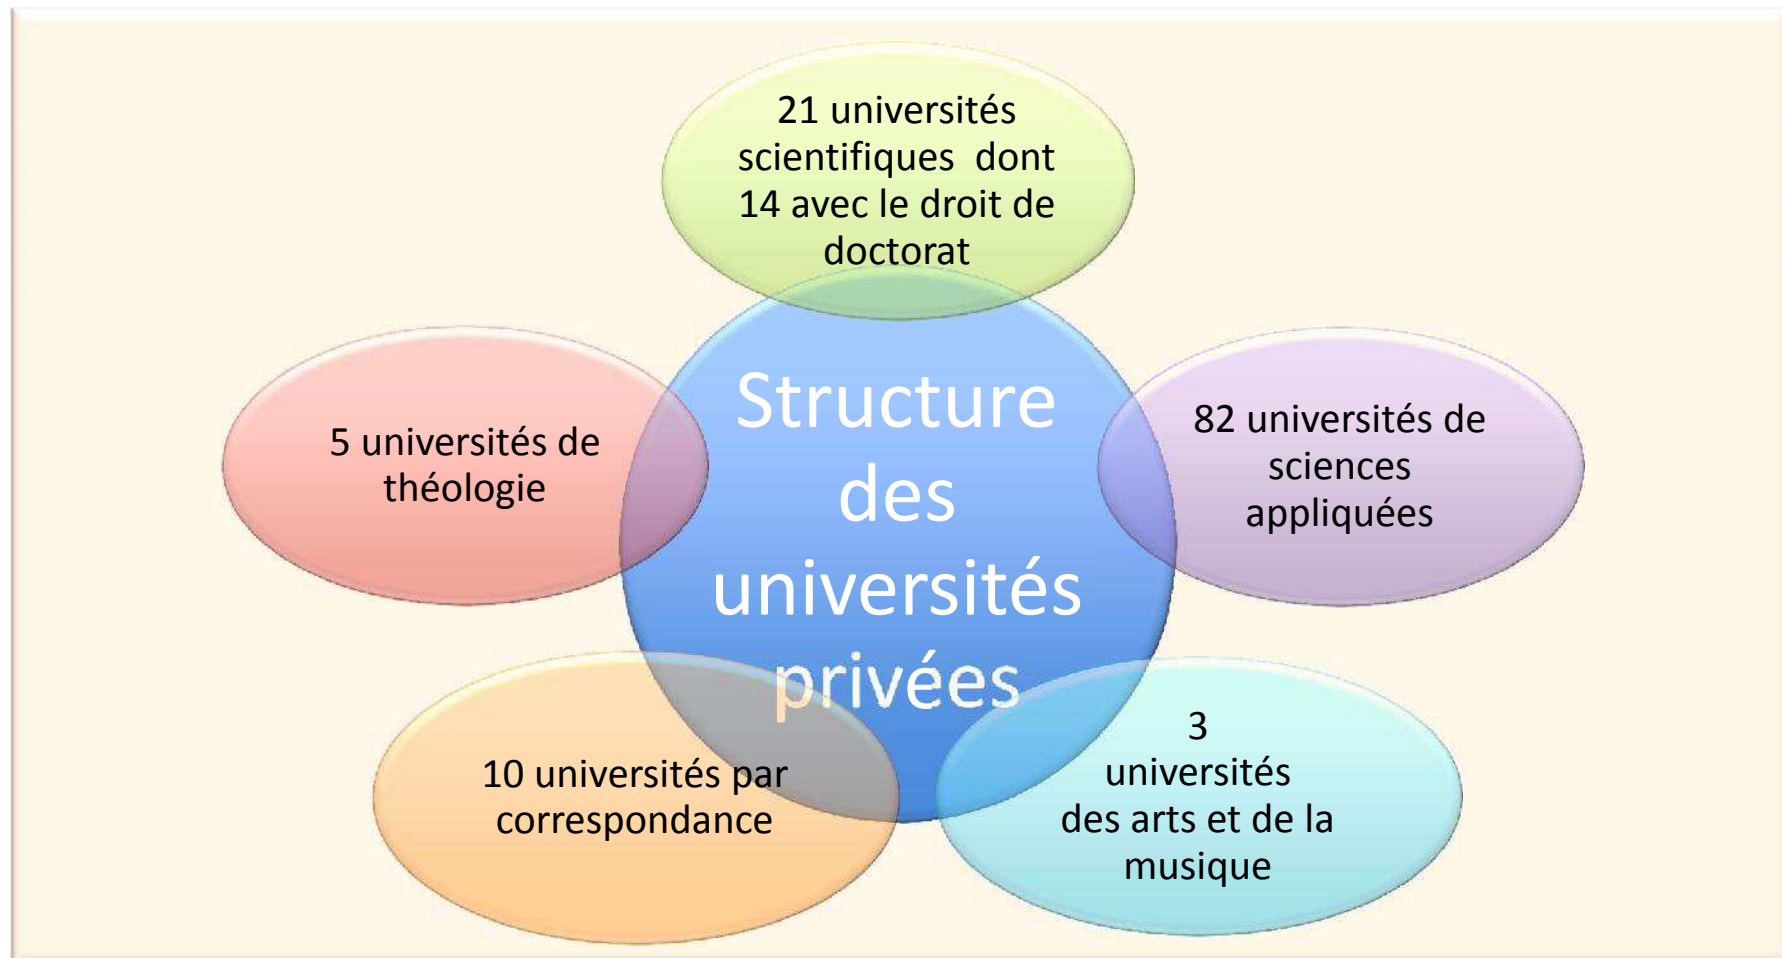 21 universités
scientifiques dont
14 avec le droit de
doctorat
5 universités de
théologie
Structure
des
universités
privées
82 universités de
sciences
appliquées
10 universités par
correspondance
3
universités
des arts et de la
musique